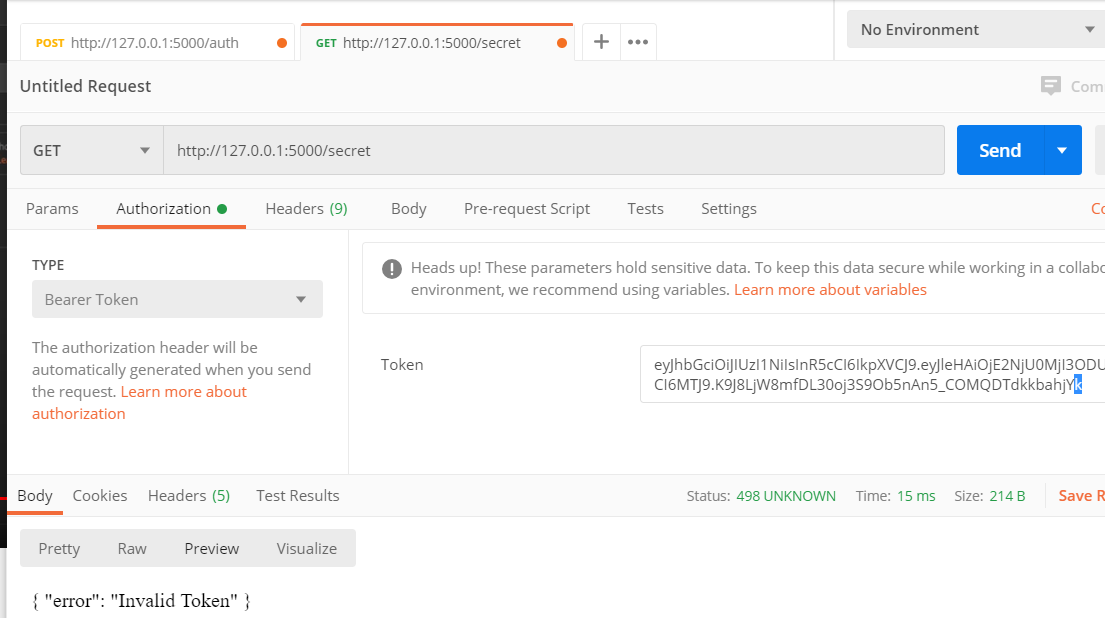 POST http://127.0.0.1:5000/auth
GET http://127.0.0.1:5000/secret
No Environment
Untitled Request
Com
GET
http://127.0.0.1:5000/secret
Send
Params Authorization Headers (9) Body Pre-request Script Tests Settings
Co
TYPE
Bearer Token
The authorization header will be
automatically generated when you send
the request. Learn more about
authorization
Heads up! These parameters hold sensitive data. To keep this data secure while working in a collabo
environment, we recommend using variables. Learn more about variables
Token
eyJhbGciOiJIUzI1NiIsInR5cCI6IkpXVCJ9.eyJleHAiOjE2NjU0MjI3ODU
CI6MTJ9.K9J8LjW8mfDL30oj3S9Ob5nAn5_COMQDTdkkbahjYk
Body Cookies Headers (5) Test Results
Status: 498 UNKNOWN Time: 15 ms Size: 214 B
Save R
Pretty Raw Preview Visualize
{ "error": "Invalid Token" }